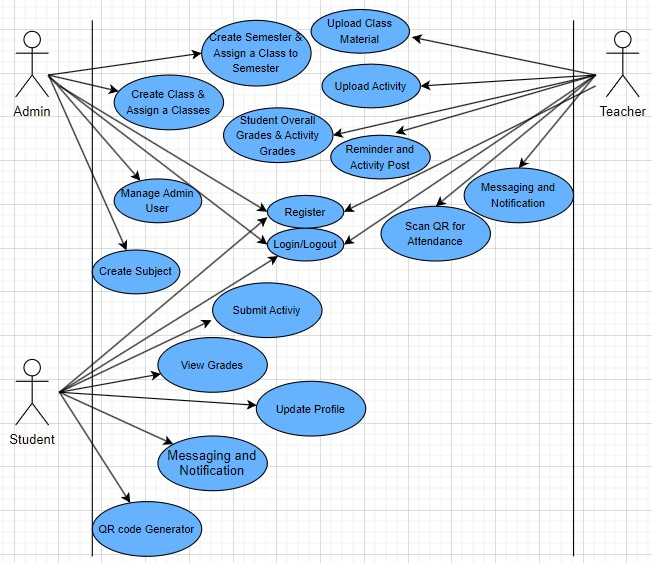 Admin
Create Semester &
Assign a Class to
Semester
Create Class &
Assign a Classes
Manage Admin
User
Create Subject
Upload Class
Material
Upload Activity
Student Overall
Grades & Activity
Grades
Reminder and
Activity Post
Teacher
Messaging and
Notification
Scan QR for
Attendance
Register
Login/Logout
Submit Activiy
View Grades
Update Profile
Student
Messaging and
Notification
QR code Generator